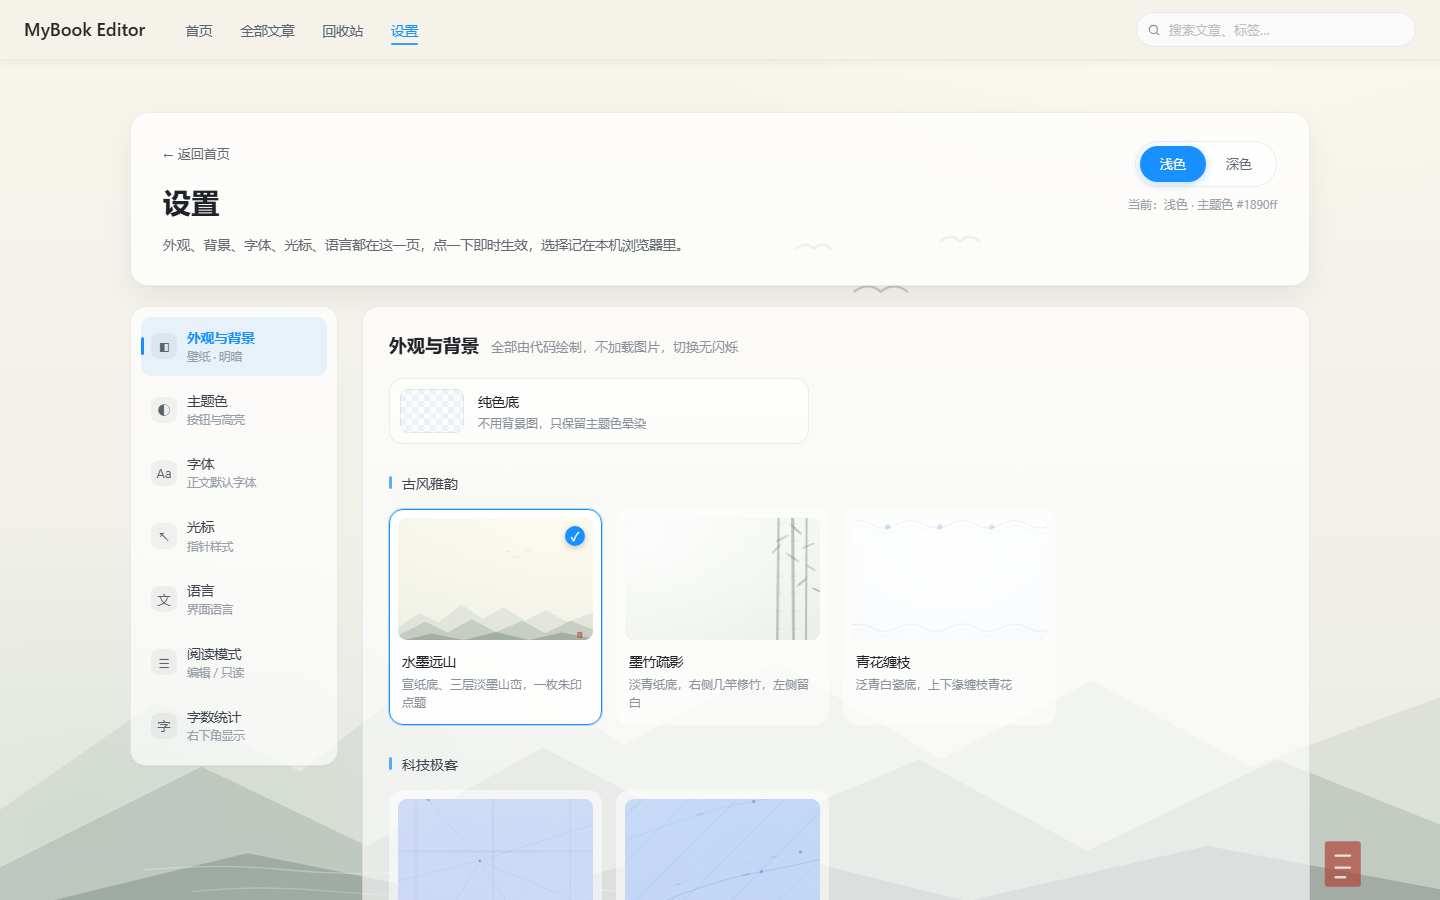 MyBook Editor
首页
全部文章
回收站
设置
搜索文章、标签...
← 返回首页
设置
外观、背景、字体、光标、语言都在这一页，点一下即时生效，选择记在本机浏览器里。
浅色
深色
当前：浅色 · 主题色 #1890ff
外观与背景
壁纸 · 明暗
主题色
按钮与高亮
Aa
字体
正文默认字体
光标
指针样式
文
语言
界面语言
阅读模式
编辑 / 只读
字
字数统计
右下角显示
外观与背景
全部由代码绘制，不加载图片，切换无闪烁
纯色底
不用背景图，只保留主题色晕染
古风雅韵
水墨远山
宣纸底、三层淡墨山峦，一枚朱印
点题
墨竹疏影
淡青纸底，右侧几竿修竹，左侧留
白
青花缠枝
泛青白瓷底，上下缘缠枝青花
科技极客